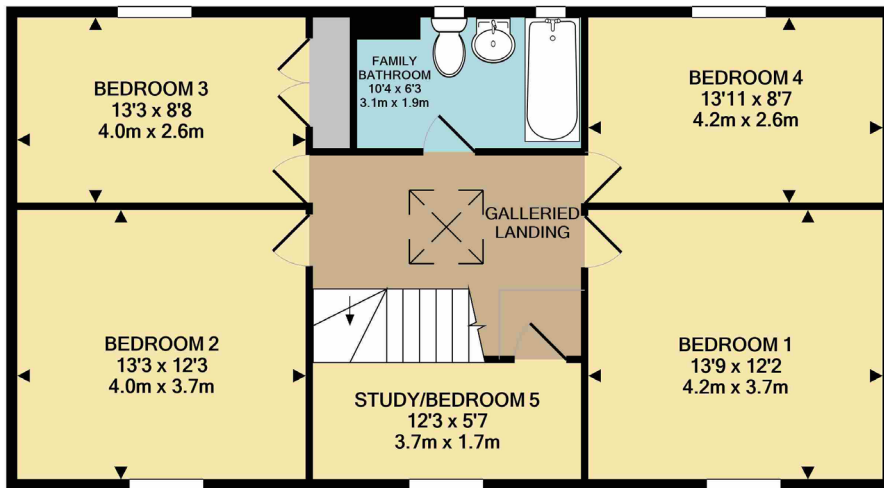 BEDROOM 3
13'3 x 8'8
4.0m x 2.6m
FAMILY
BATHROOM
10'4 x 6'3
3.1m x 1.9m
BEDROOM 4
13'11 x 8'7
4.2m x 2.6m
GALLERIED
LANDING
BEDROOM 2
13'3 x 12'3
4.0m x 3.7m
BEDROOM 1
13'9 x 12'2
4.2m x 3.7m
STUDY/BEDROOM 5
12'3 x 5'7
3.7m x 1.7m